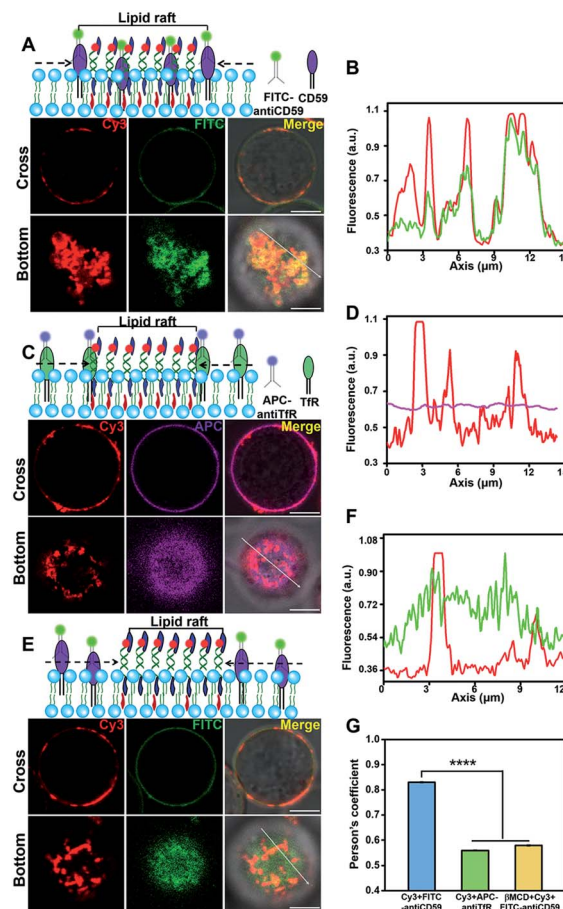 A
Lipid raft
FITC-
antiCD59
CD59
Cy3
FITC
Merge
Cross
Bottom
B
Fluorescence (a.u.)
1.1
0.9
0.7
0.5
0.3
0
3
6
9
12
15
Axis (μm)
C
Lipid raft
APC-
antiTfR
TfR
Cy3
APC
Merge
Cross
Bottom
D
Fluorescence (a.u.)
1.1
0.9
0.7
0.5
0.3
0
3
6
9
12
Axis (μm)
E
Lipid raft
Cy3
FITC
Merge
Cross
Bottom
F
Fluorescence (a.u.)
1.08
0.90
0.72
0.54
0.36
0
3
6
9
Axis (μm)
G
Person's coefficient
1.0
0.9
0.8
0.7
0.6
0.5
0.4
****
Cy3+FITC
-antiCD59
Cy3+APC-
antiTfR
βMCD+Cy3+
FITC-antiCD59